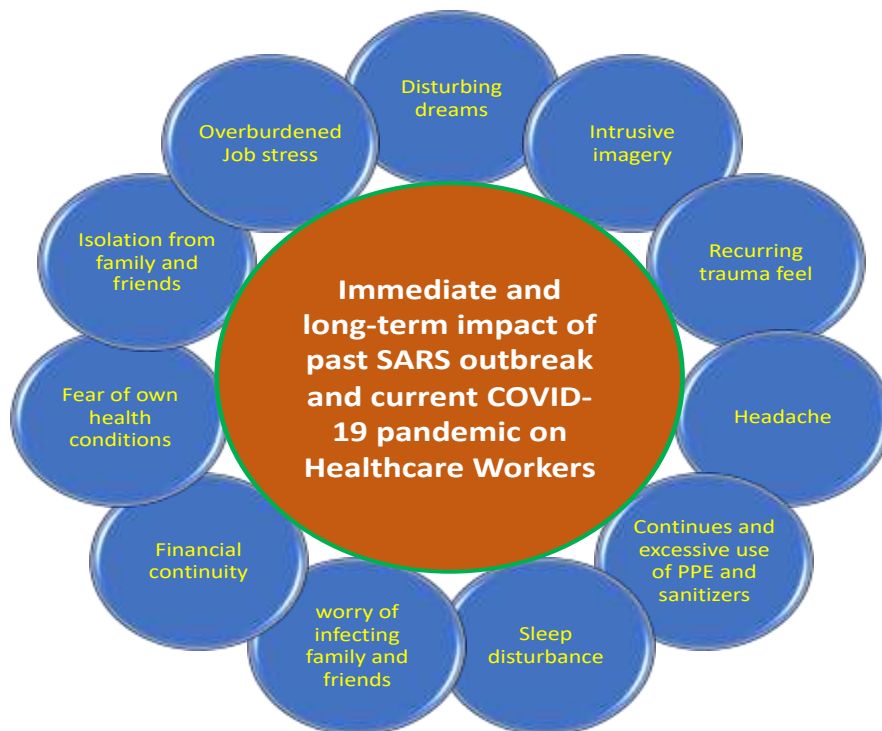 Disturbing
dreams
Intrusive
imagery
Recurring
trauma feel
Headache
Continues and
excessive use
of PPE and
sanitizers
Sleep
disturbance
worry of
infecting
family and
friends
Financial
continuity
Fear of own
health
conditions
Isolation from
family and
friends
Overburdened
Job stress
Immediate and
long-term impact of
past SARS outbreak
and current COVID-
19 pandemic on
Healthcare Workers